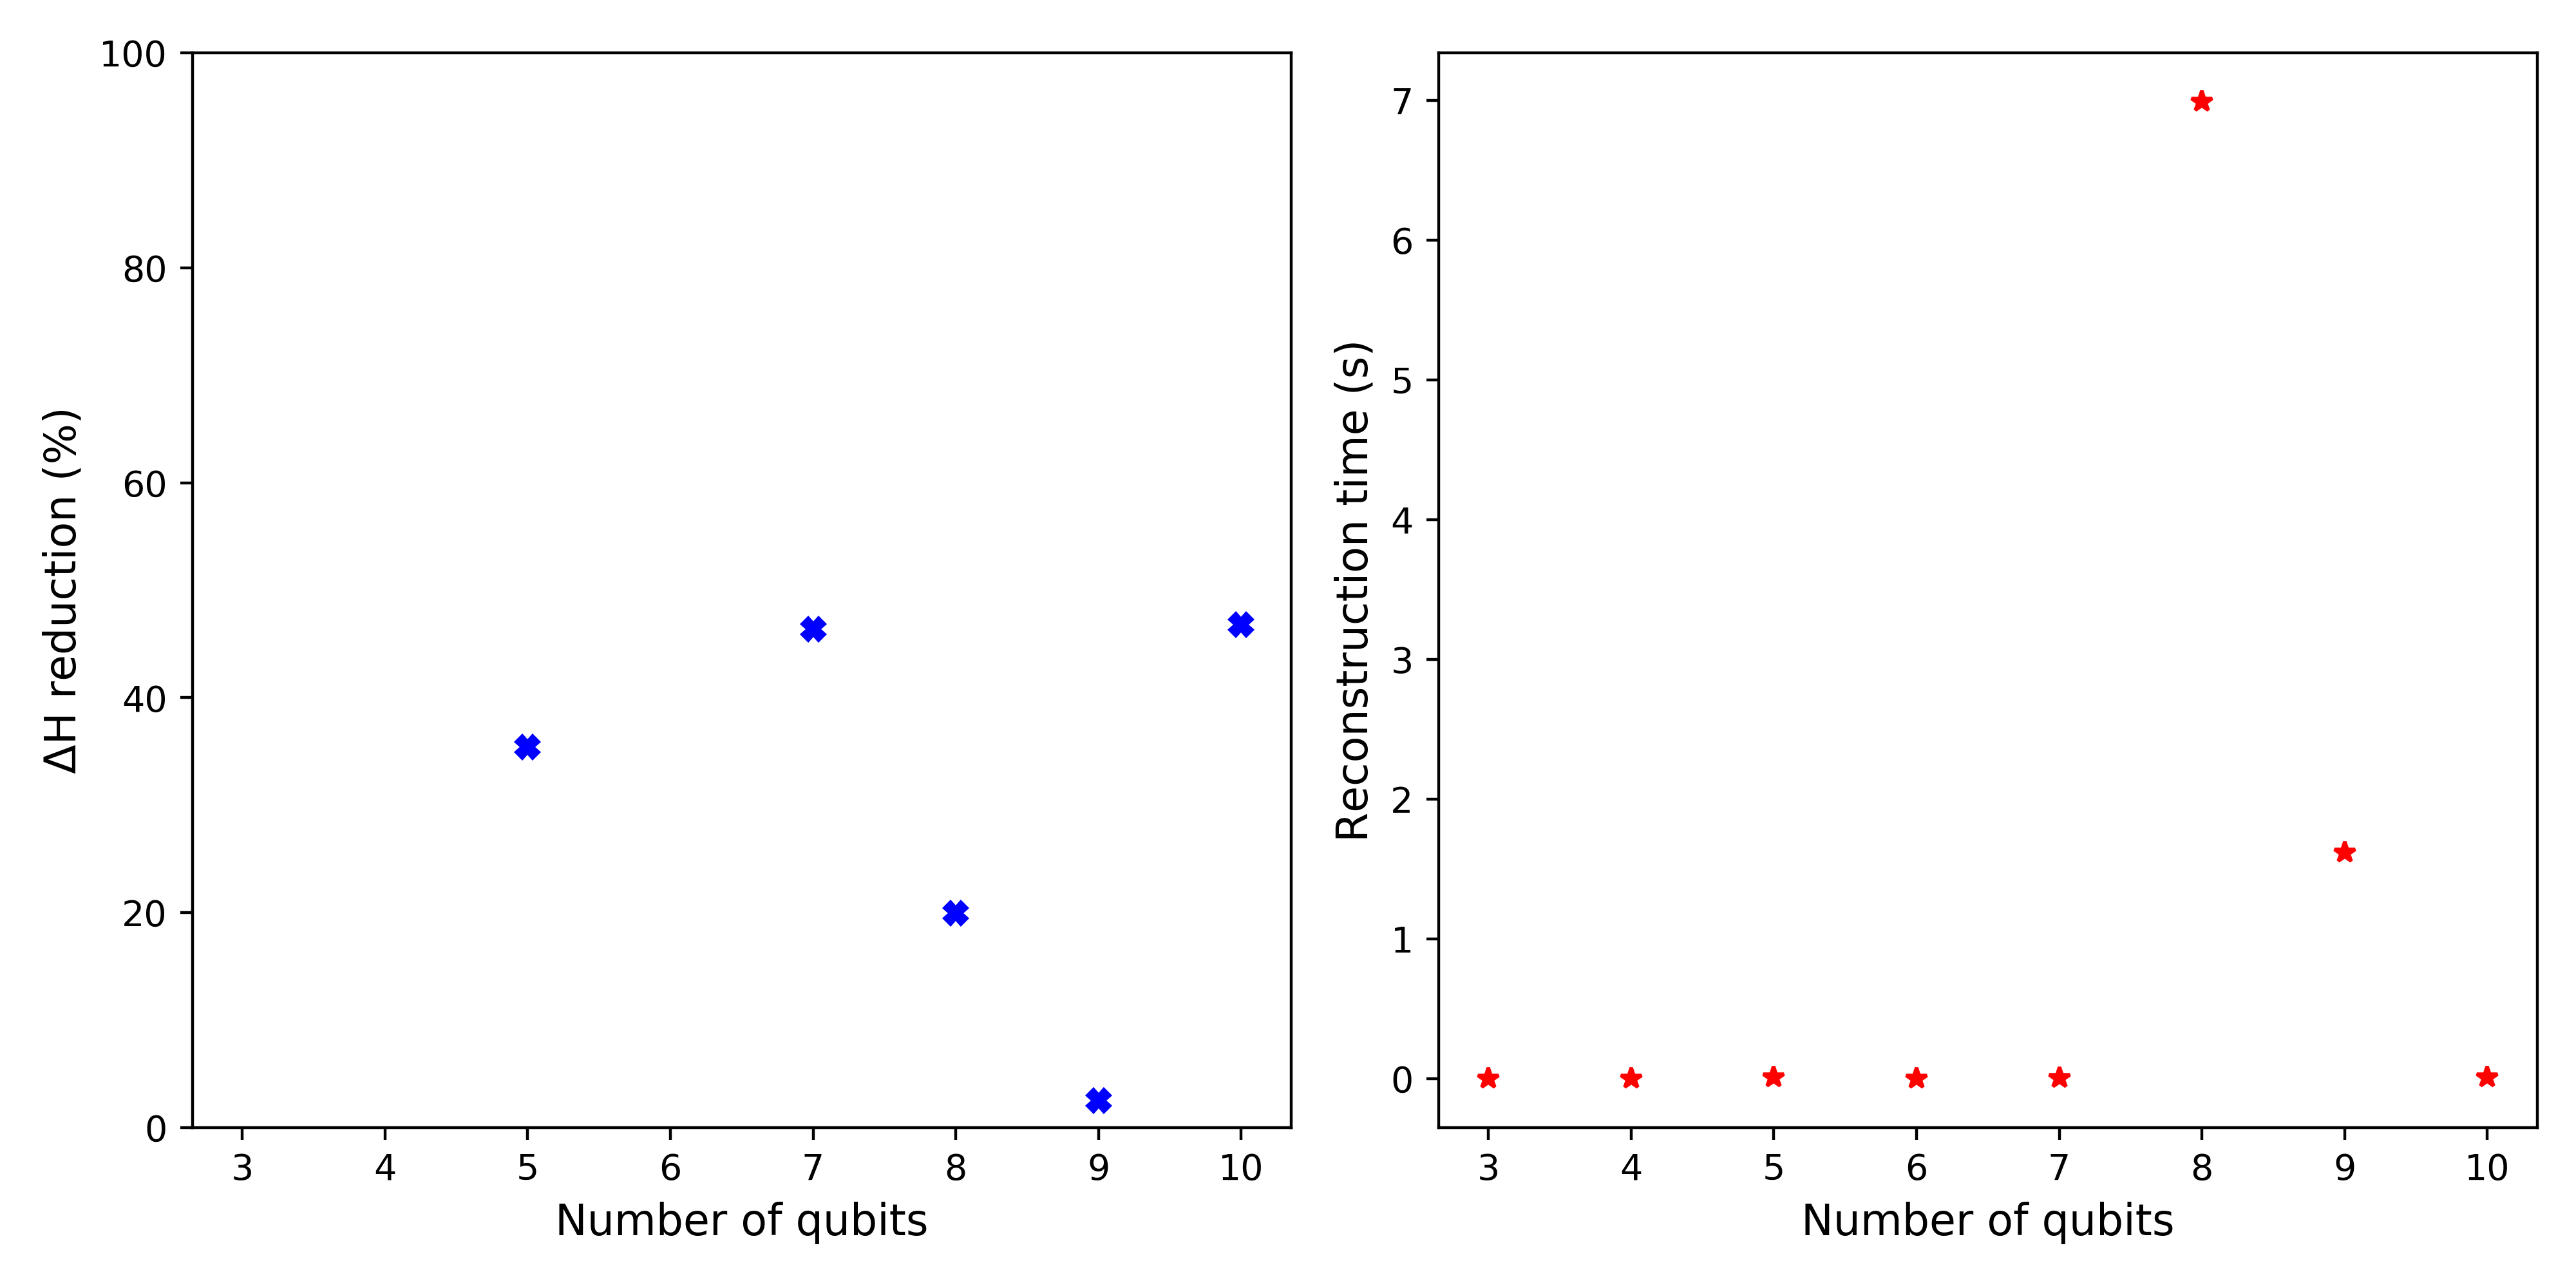 100
80
60
40
20
0
ΔH reduction (%)
3 4 5 6 7 8 9 10
Number of qubits
7
6
5
4
3
2
1
0
Reconstruction time (s)
3 4 5 6 7 8 9 10
Number of qubits